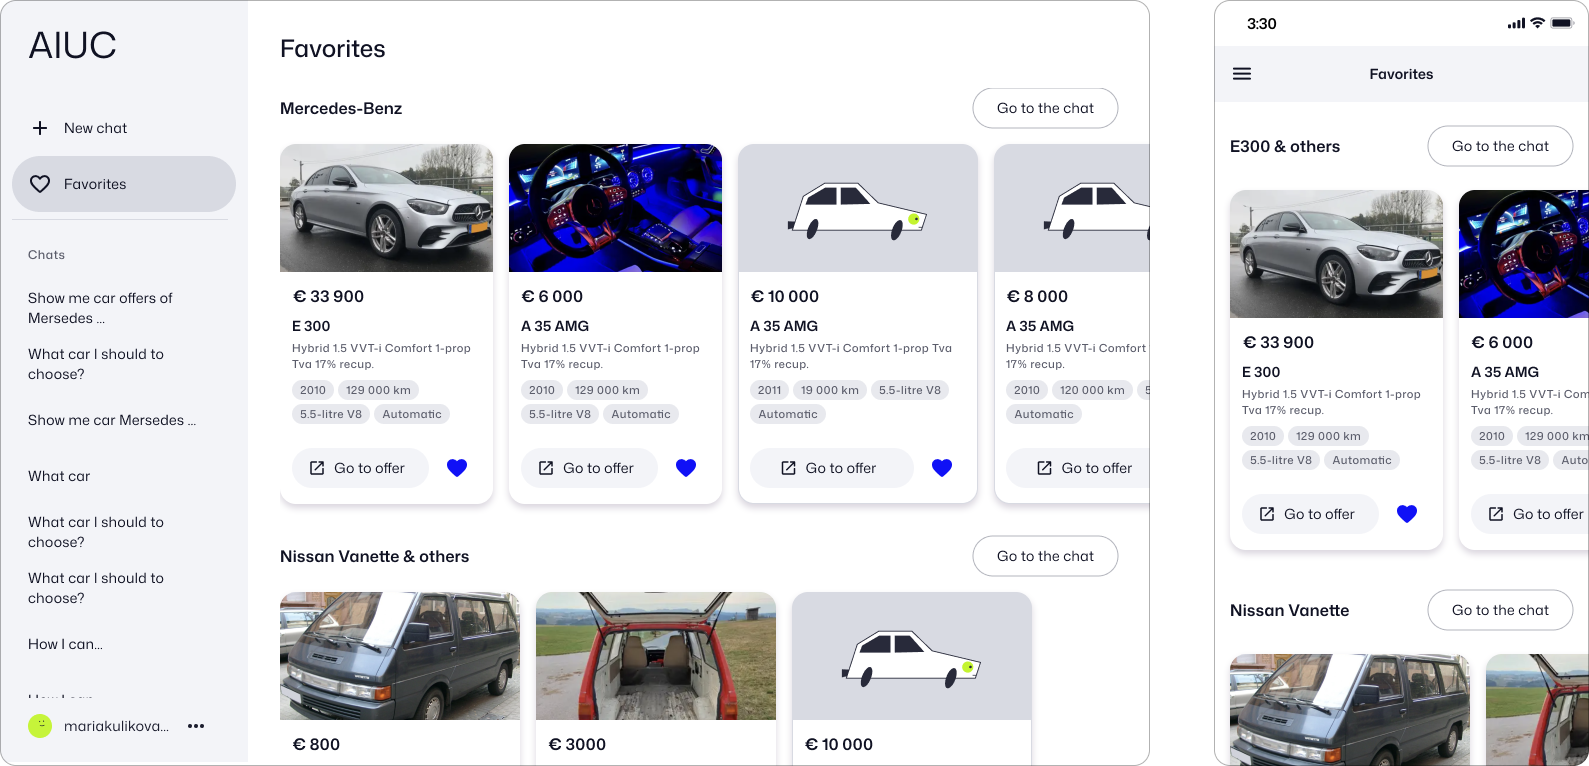 AIUC
New chat
Favorites
Chats
Show me car offers of
Mersedes ...
What car I should to
choose?
Show me car Mersedes ...
What car
What car I should to
choose?
What car I should to
choose?
How I can...
mariakulikova...
Favorites
Mercedes-Benz
Go to the chat
€ 33 900
E 300
Hybrid 1.5 VVT-i Comfort 1-prop
Tva 17% recup.
2010 129 000 km
5.5-litre V8 Automatic
Go to offer
€ 6 000
A 35 AMG
Hybrid 1.5 VVT-i Comfort 1-prop
Tva 17% recup.
2010 129 000 km
5.5-litre V8 Automatic
Go to offer
€ 10 000
A 35 AMG
Hybrid 1.5 VVT-i Comfort 1-prop Tva
17% recup.
2011 19 000 km 5.5-litre V8
Automatic
Go to offer
€ 8 000
A 35 AMG
Hybrid 1.5 VVT-i Comfort
17% recup.
2010 120 000 km 5
Automatic
Go to offer
Nissan Vanette & others
Go to the chat
€ 800
€ 3000
€ 10 000
3:30
Favorites
E300 & others
Go to the chat
€ 33 900
E 300
Hybrid 1.5 VVT-i Comfort 1-prop
Tva 17% recup.
2010 129 000 km
5.5-litre V8 Automatic
Go to offer
€ 6 000
A 35 AMG
Hybrid 1.5 VVT-i Com
Tva 17% recup.
2010 129 000 km
5.5-litre V8 Auto
Go to offer
Nissan Vanette
Go to the chat